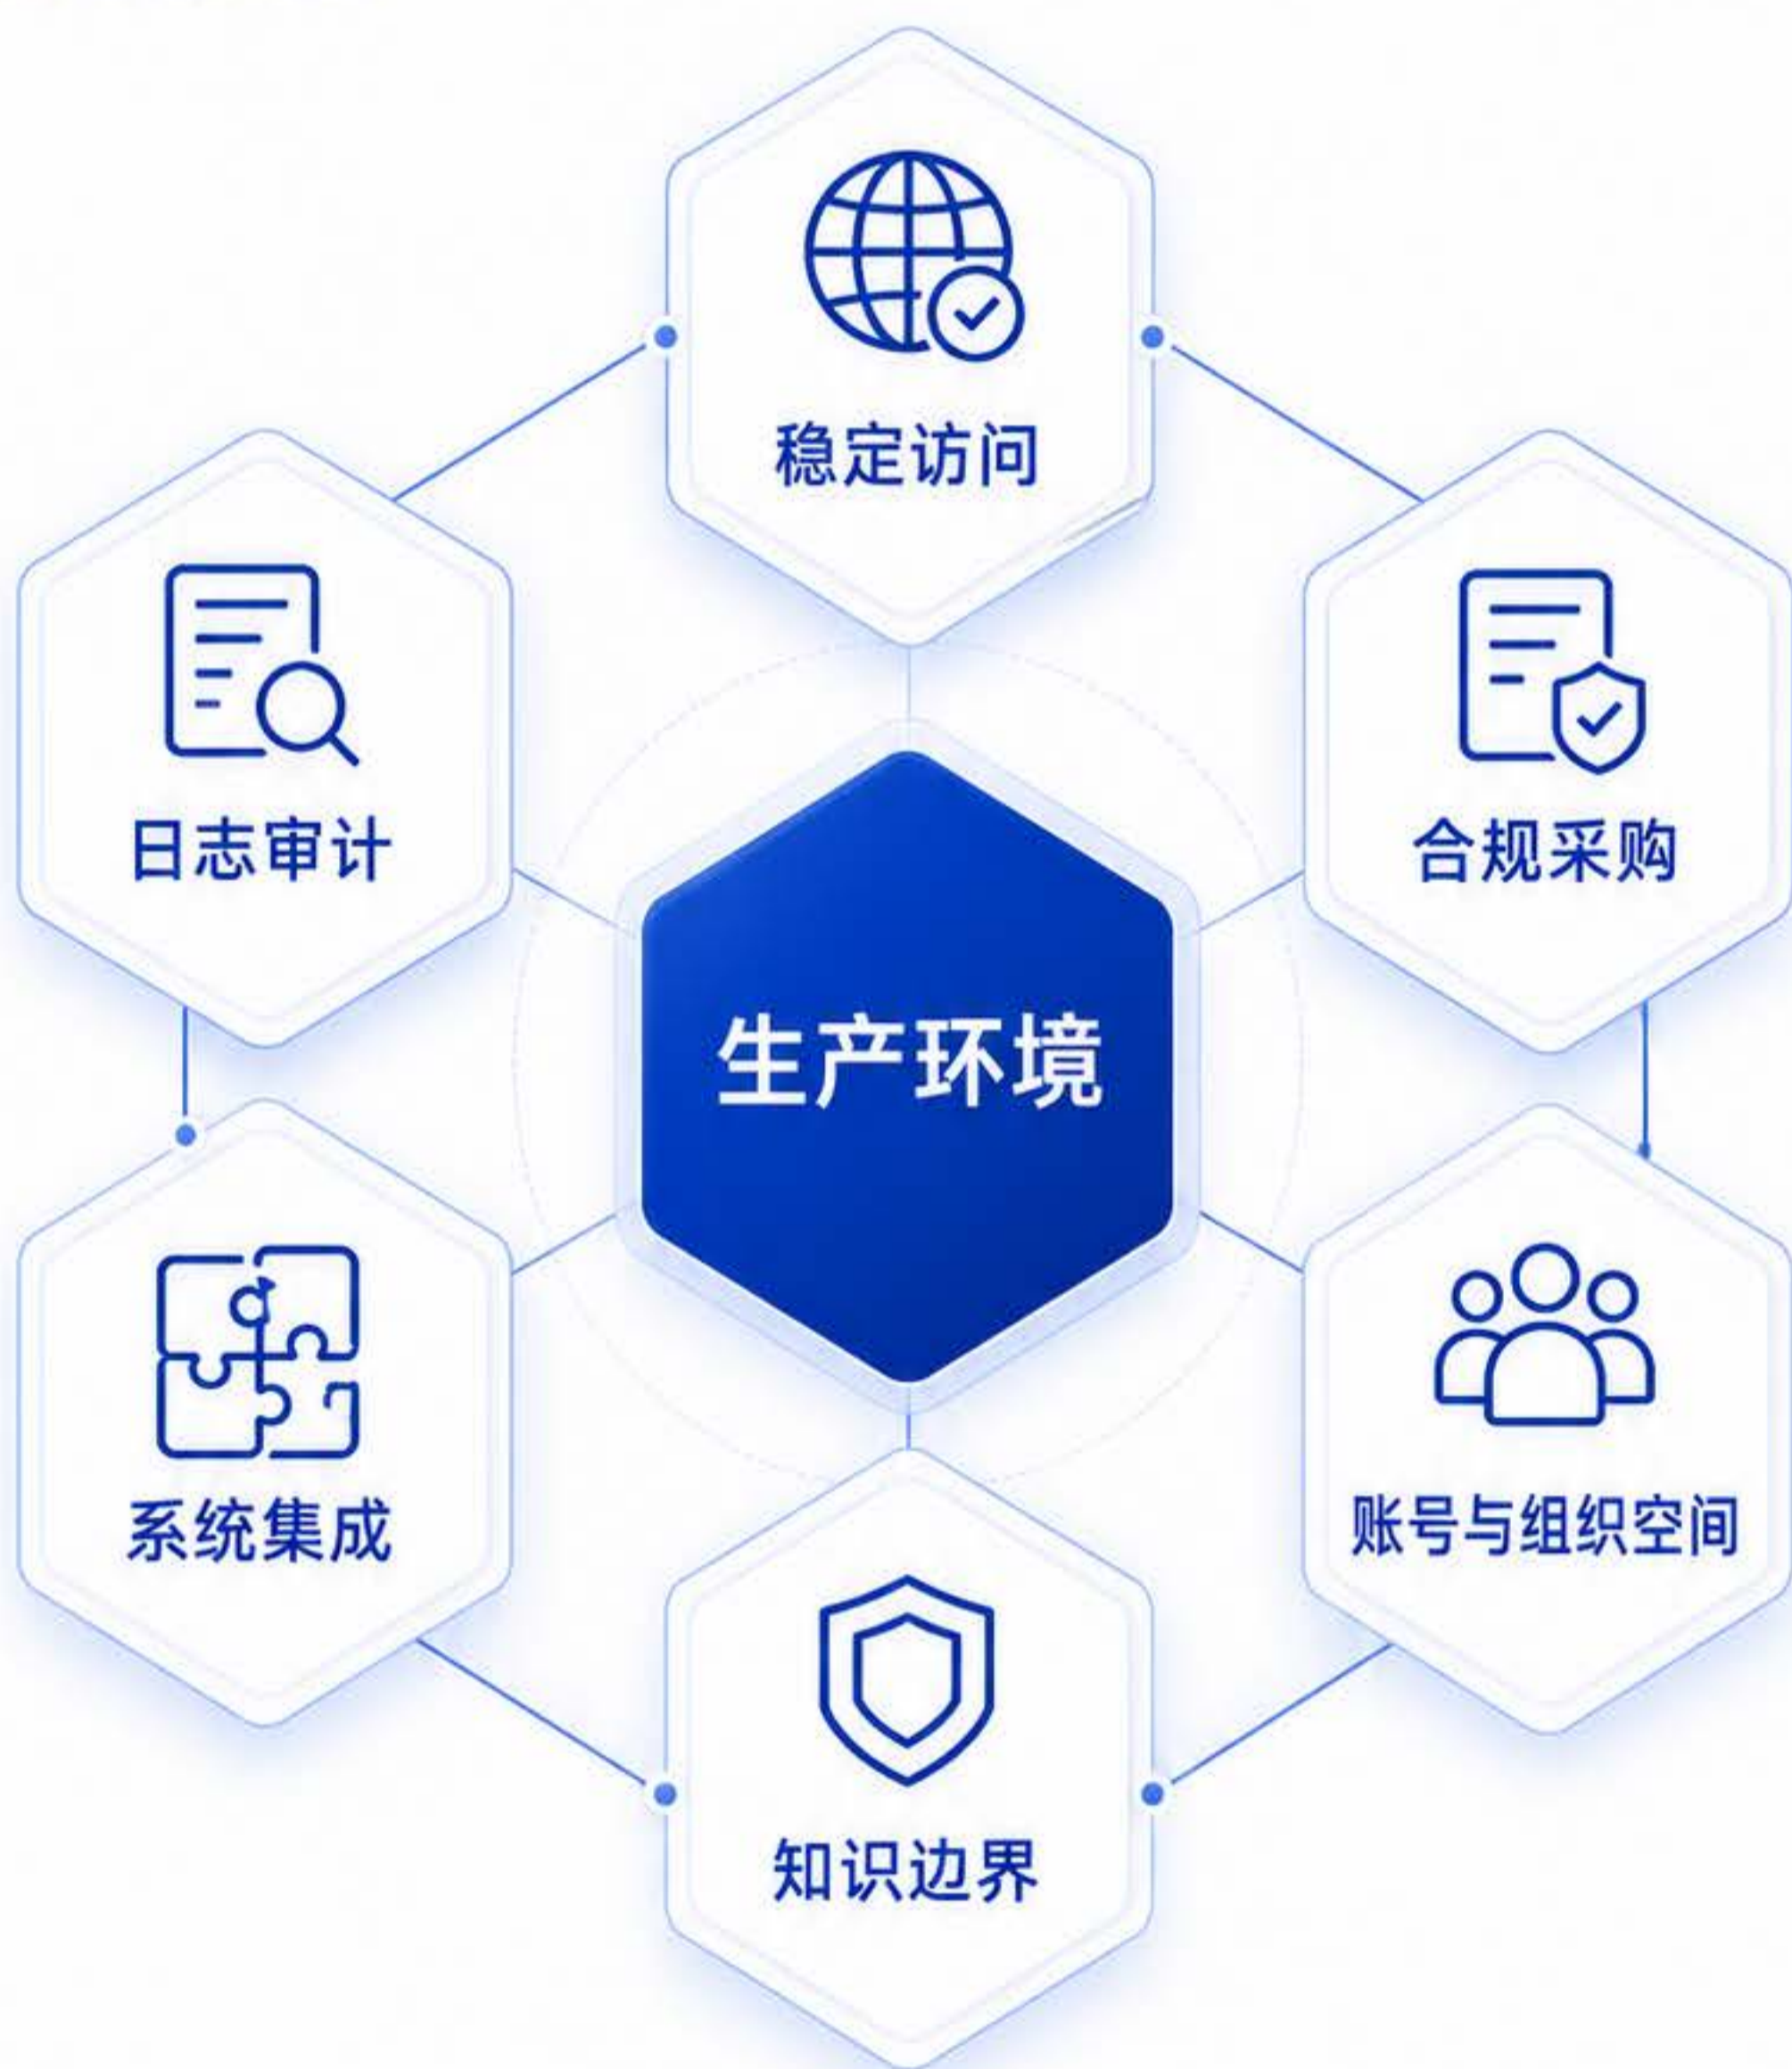 稳定访问
日志审计
合规采购
生产环境
系统集成
账号与组织空间
知识边界